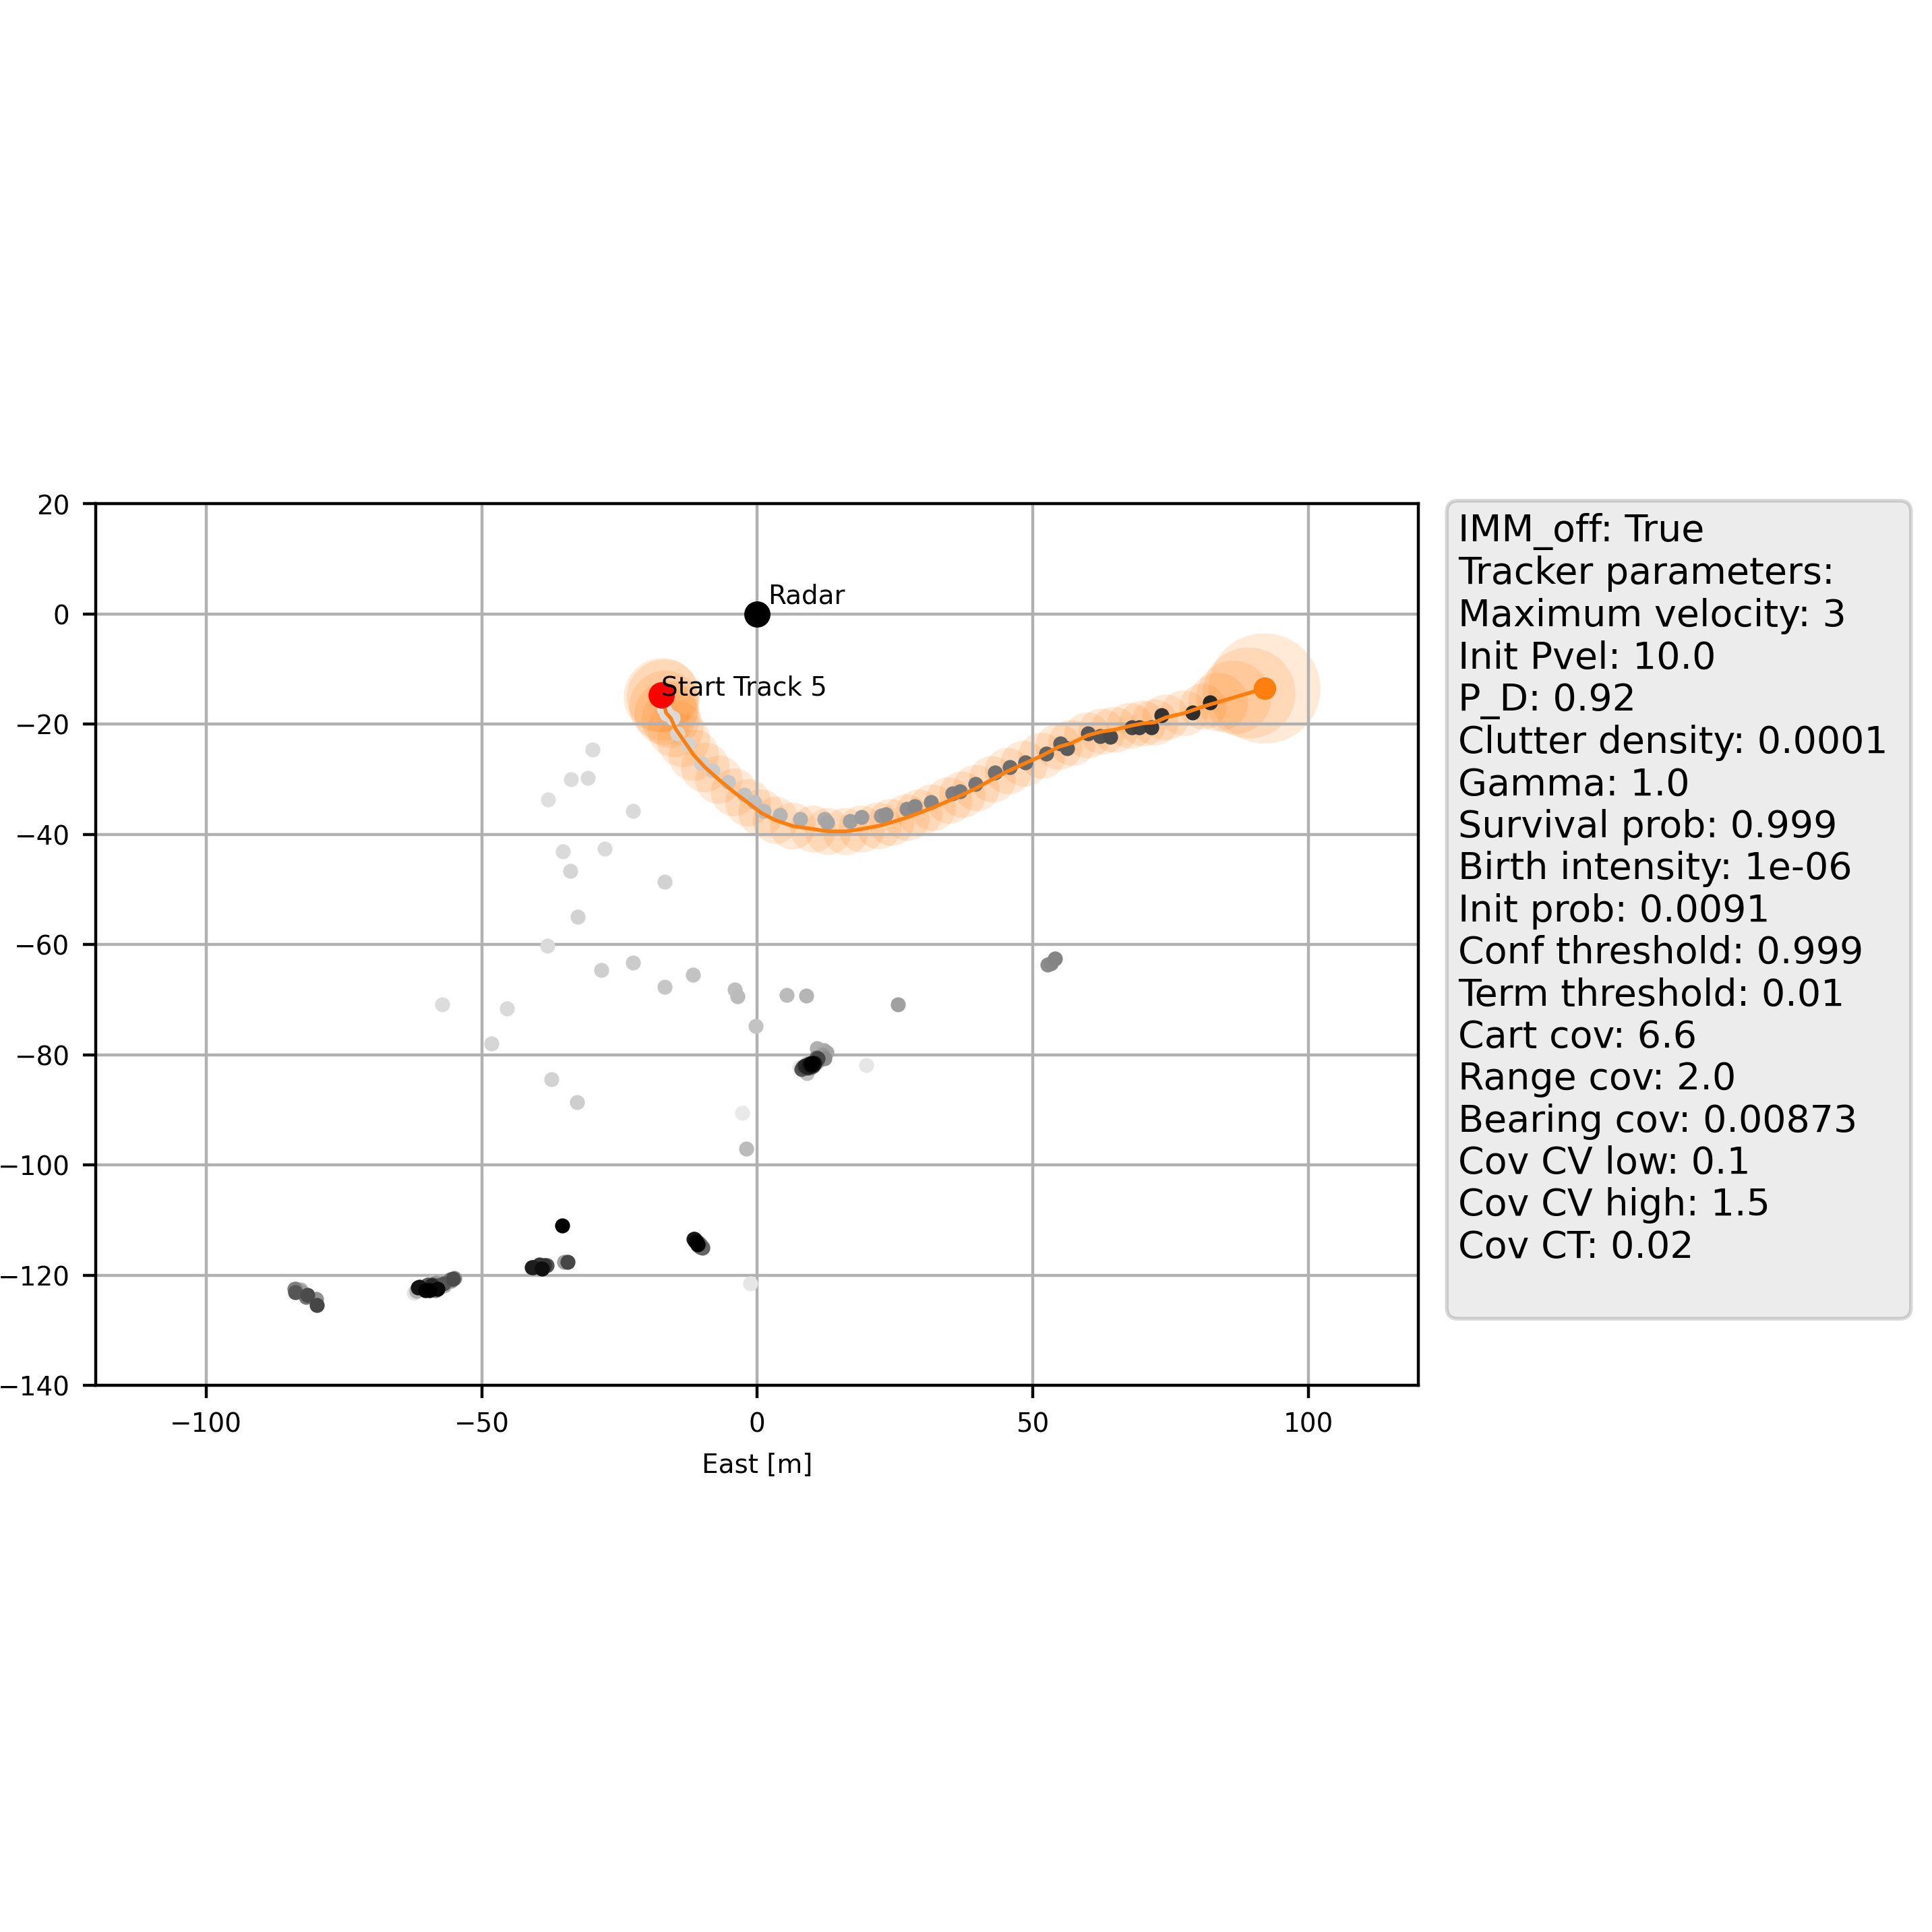 20
0
−20
−40
−60
−80
−100
−120
−140
−100
−50
0
50
100
East [m]
Radar
Start Track 5
IMM_off: True
Tracker parameters:
Maximum velocity: 3
Init Pvel: 10.0
P_D: 0.92
Clutter density: 0.0001
Gamma: 1.0
Survival prob: 0.999
Birth intensity: 1e-06
Init prob: 0.0091
Conf threshold: 0.999
Term threshold: 0.01
Cart cov: 6.6
Range cov: 2.0
Bearing cov: 0.00873
Cov CV low: 0.1
Cov CV high: 1.5
Cov CT: 0.02